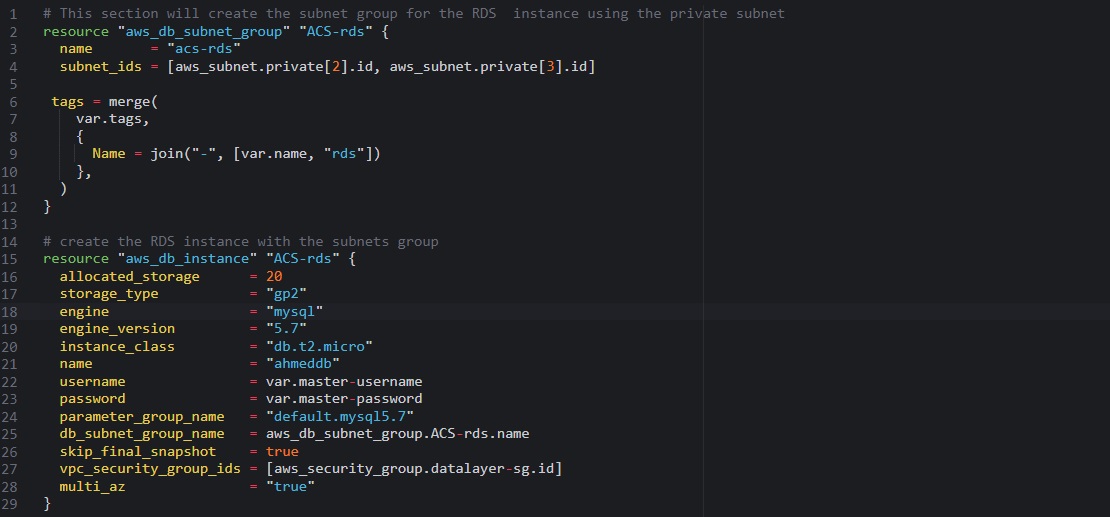 1 # This section will create the subnet group for the RDS  instance using the private subnet
2 resource "aws_db_subnet_group" "ACS-rds" {
3   name       = "acs-rds"
4   subnet_ids = [aws_subnet.private[2].id, aws_subnet.private[3].id]
5
6  tags = merge(
7     var.tags,
8     {
9       Name = join("-", [var.name, "rds"])
10     },
11   )
12 }
13
14 # create the RDS instance with the subnets group
15 resource "aws_db_instance" "ACS-rds" {
16   allocated_storage      = 20
17   storage_type           = "gp2"
18   engine                 = "mysql"
19   engine_version         = "5.7"
20   instance_class         = "db.t2.micro"
21   name                   = "ahmeddb"
22   username               = var.master-username
23   password               = var.master-password
24   parameter_group_name   = "default.mysql5.7"
25   db_subnet_group_name   = aws_db_subnet_group.ACS-rds.name
26   skip_final_snapshot    = true
27   vpc_security_group_ids = [aws_security_group.datalayer-sg.id]
28   multi_az               = "true"
29 }